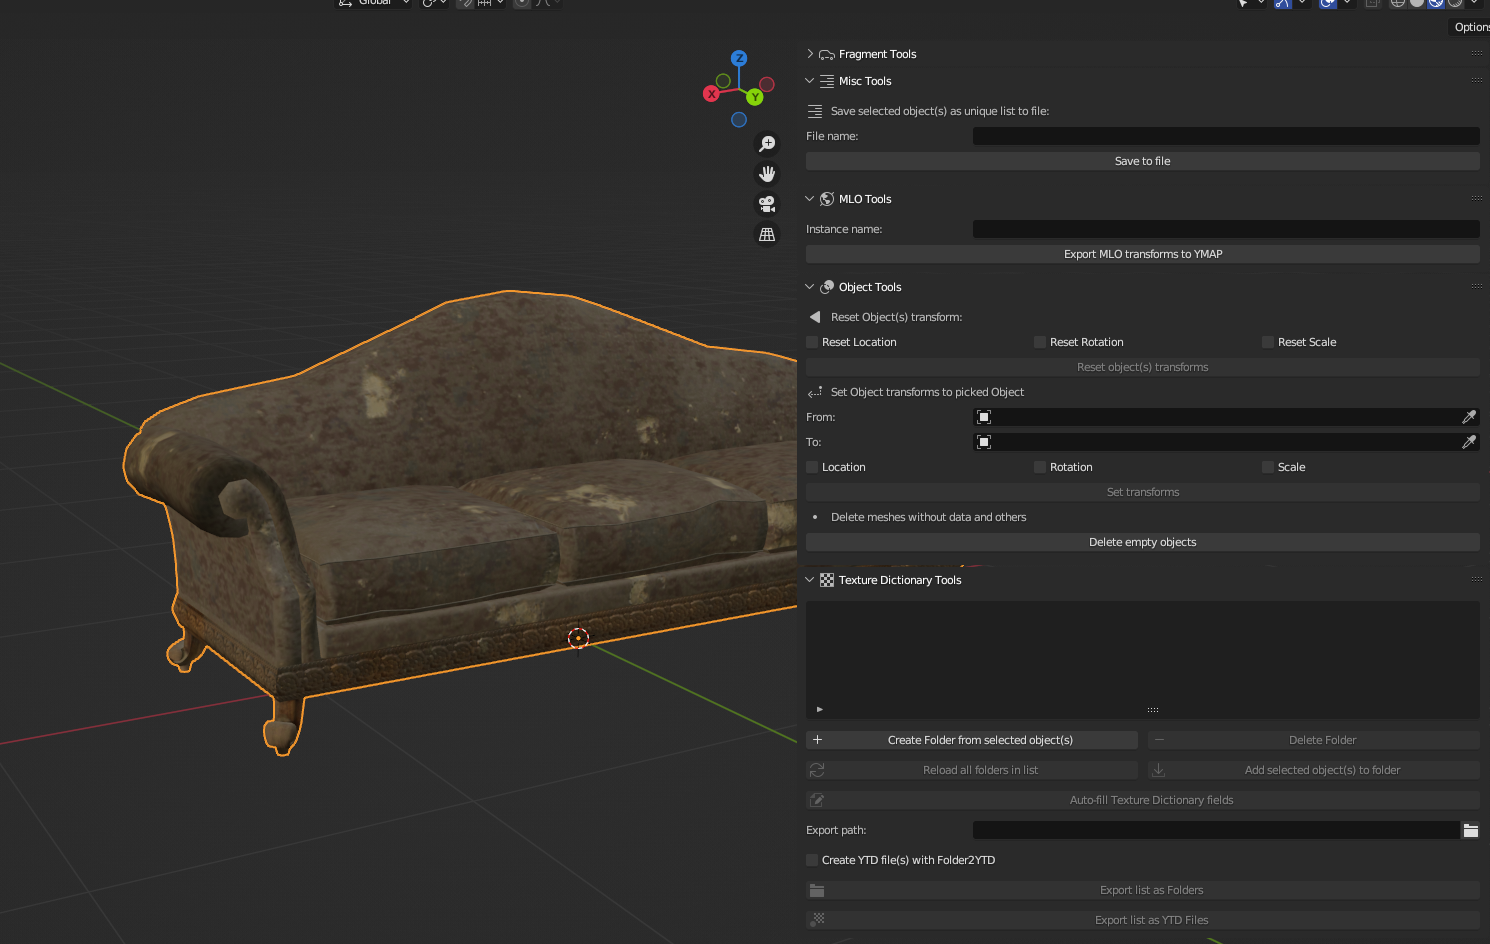 Global
Options
Z
X
Y
Fragment Tools
Misc Tools
Save selected object(s) as unique list to file:
File name:
Save to file
MLO Tools
Instance name:
Export MLO transforms to YMAP
Object Tools
Reset Object(s) transform:
Reset Location
Reset Rotation
Reset Scale
Reset object(s) transforms
Set Object transforms to picked Object
From:
To:
Location
Rotation
Scale
Set transforms
Delete meshes without data and others
Delete empty objects
Texture Dictionary Tools
Create Folder from selected object(s)
Delete Folder
Reload all folders in list
Add selected object(s) to folder
Auto-fill Texture Dictionary fields
Export path:
Create YTD file(s) with Folder2YTD
Export list as Folders
Export list as YTD Files